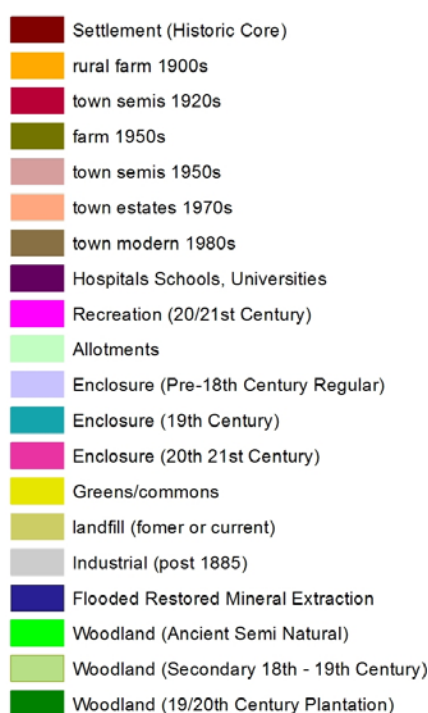 Settlement (Historic Core)
rural farm 1900s
town semis 1920s
farm 1950s
town semis 1950s
town estates 1970s
town modern 1980s
Hospitals Schools, Universities
Recreation (20/21st Century)
Allotments
Enclosure (Pre-18th Century Regular)
Enclosure (19th Century)
Enclosure (20th 21st Century)
Greens/commons
landfill (fomer or current)
Industrial (post 1885)
Flooded Restored Mineral Extraction
Woodland (Ancient Semi Natural)
Woodland (Secondary 18th - 19th Century)
Woodland (19/20th Century Plantation)